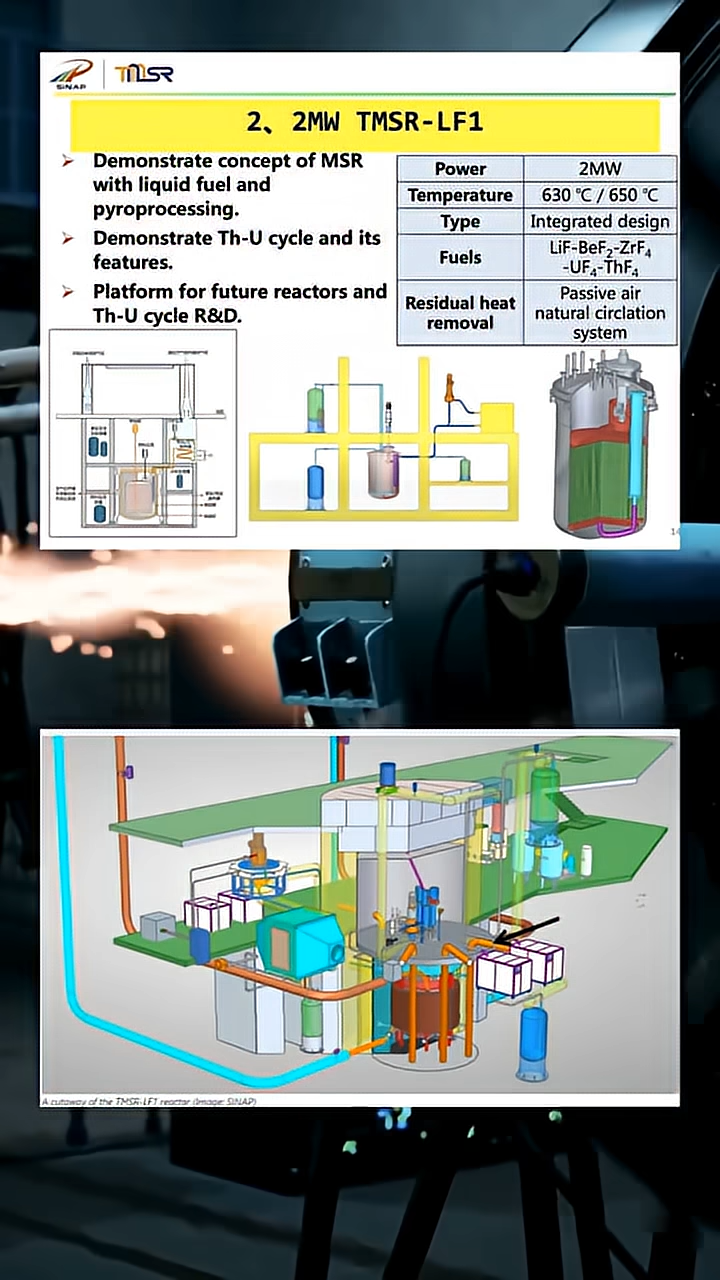 SINAP
TMSR
2、2MW TMSR-LF1
Demonstrate concept of MSR
with liquid fuel and
pyroprocessing.
Demonstrate Th-U cycle and its
features.
Platform for future reactors and
Th-U cycle R&D.
Power 2MW
Temperature 630 ℃ / 650 ℃
Type Integrated design
Fuels LiF-BeF₂-ZrF₄
-UF₄-ThF₄
Residual heat
removal
Passive air
natural circlation
system
A cutaway of the TMSR-LF1 reactor (Image: SINAP)